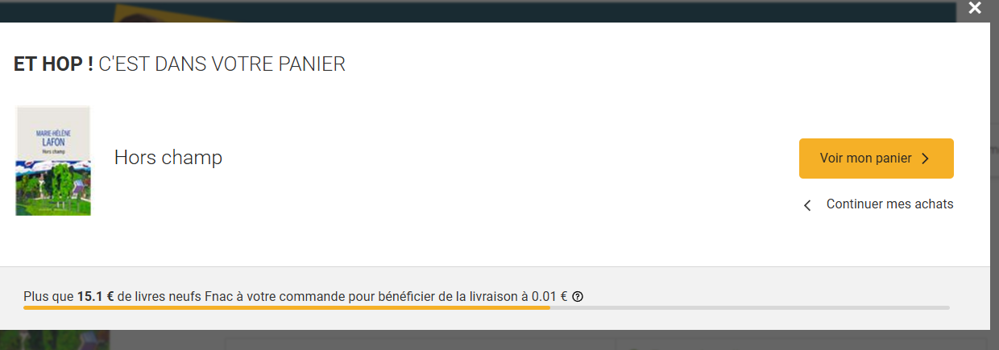 ET HOP ! C'EST DANS VOTRE PANIER
MARIE-HÉLÈNE
LAFON
Hors champ
Hors champ
Voir mon panier
Continuer mes achats
Plus que 15.1 € de livres neufs Fnac à votre commande pour bénéficier de la livraison à 0.01 €